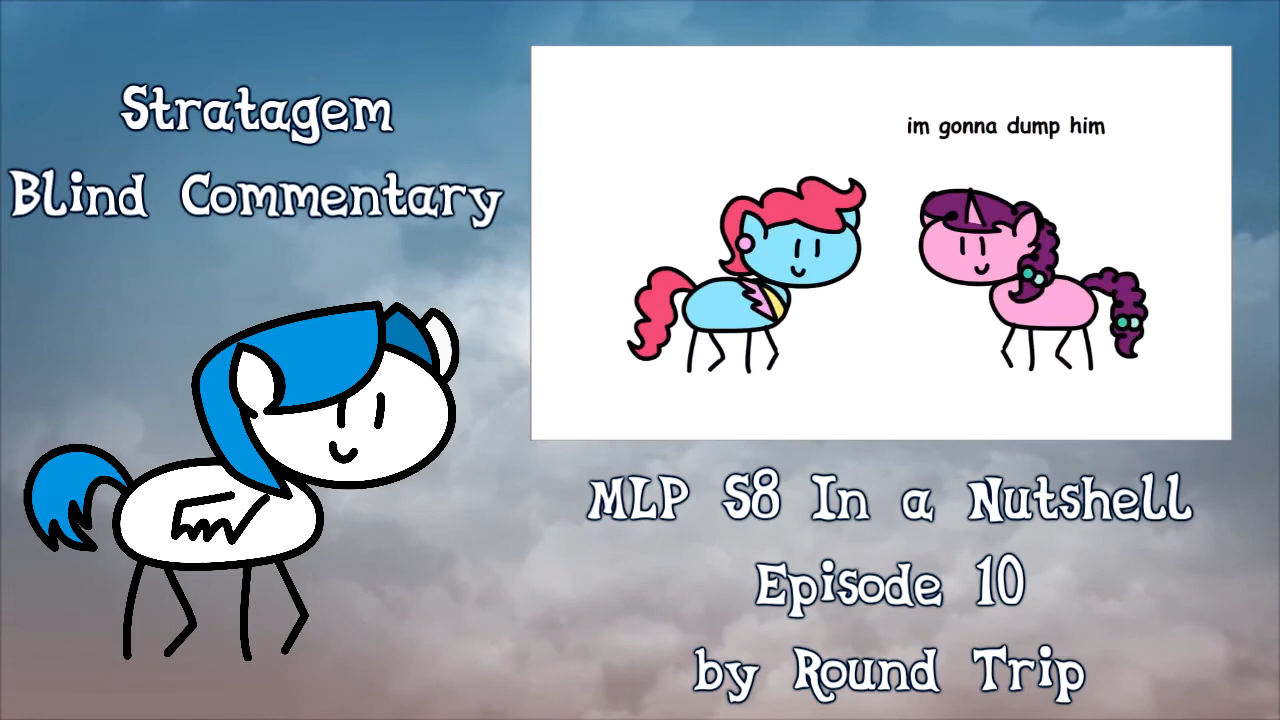 Stratagem
Blind Commentary
im gonna dump him
MLP S8 In a Nutshell
Episode 10
by Round Trip